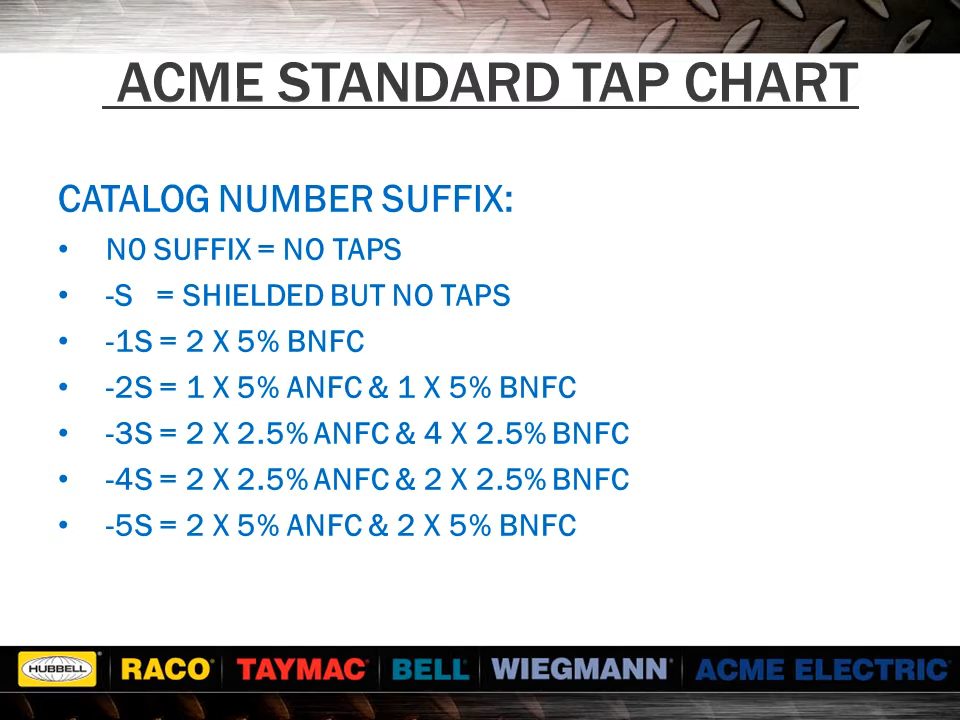 ACME STANDARD TAP CHART
CATALOG NUMBER SUFFIX:
• NO SUFFIX = NO TAPS
• -S = SHIELDED BUT NO TAPS
• -1S = 2 X 5% BNFC
• -2S = 1 X 5% ANFC & 1 X 5% BNFC
• -3S = 2 X 2.5% ANFC & 4 X 2.5% BNFC
• -4S = 2 X 2.5% ANFC & 2 X 2.5% BNFC
• -5S = 2 X 5% ANFC & 2 X 5% BNFC
HUBBELL® RACO® TAYMAC® BELL® WIEGMANN® ACME ELECTRIC®